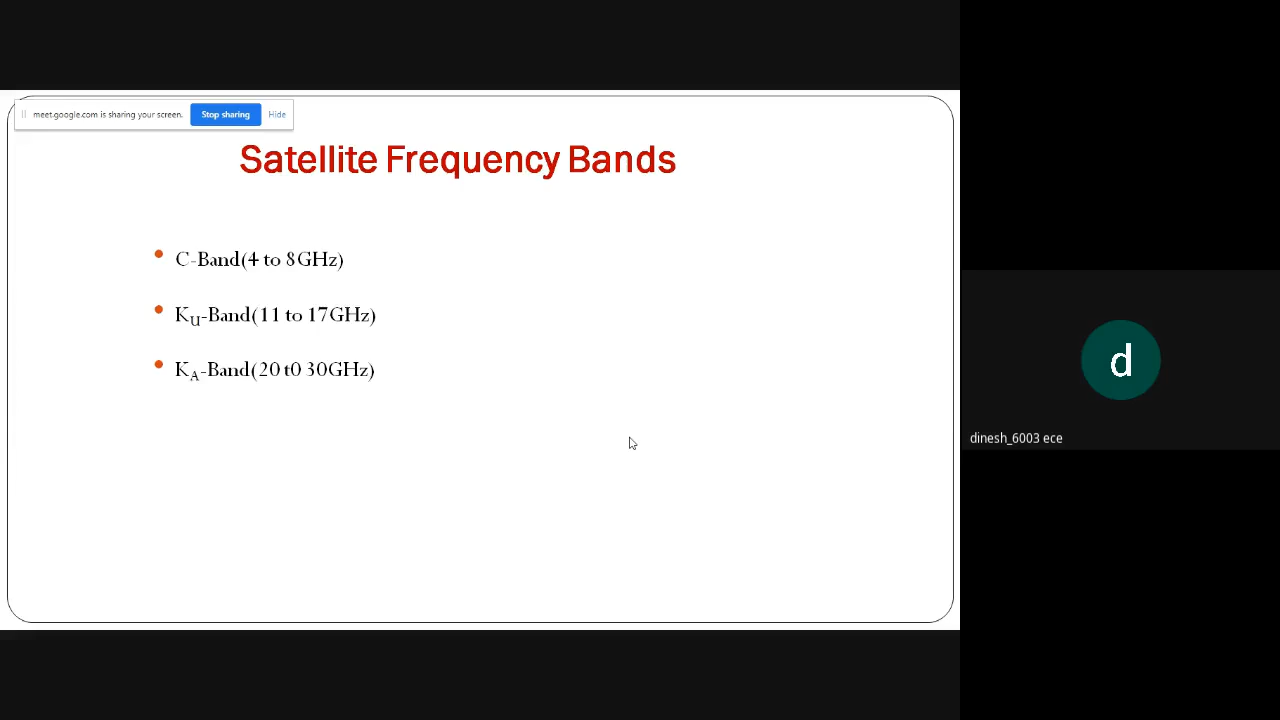 meet.google.com is sharing your screen. Stop sharing Hide
Satellite Frequency Bands
• C-Band(4 to 8GHz)
• KU-Band(11 to 17GHz)
• KA-Band(20 t0 30GHz)
d
dinesh_6003 ece